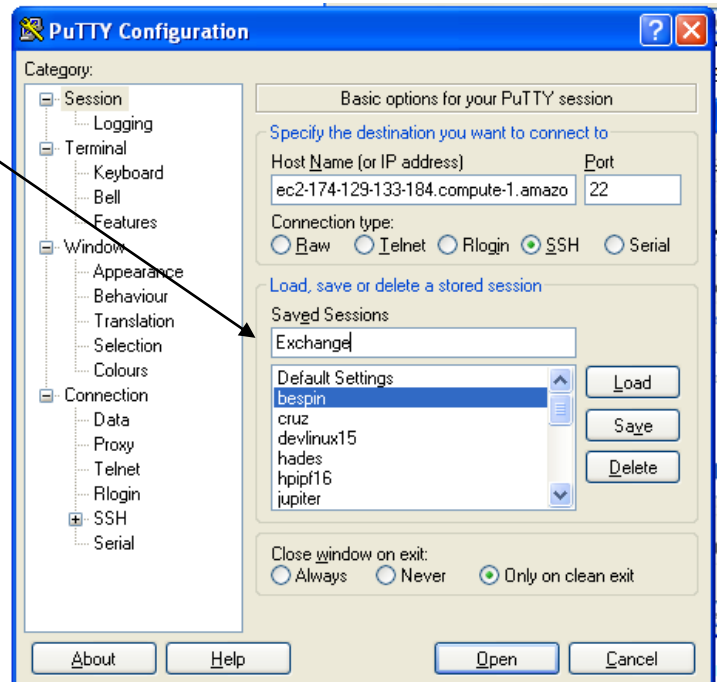 PuTTY Configuration
Category:
Session
Logging
Terminal
Keyboard
Bell
Features
Window
Appearance
Behaviour
Translation
Selection
Colours
Connection
Data
Proxy
Telnet
Rlogin
SSH
Serial
Basic options for your PuTTY session
Specify the destination you want to connect to
Host Name (or IP address) Port
ec2-174-129-133-184.compute-1.amazo 22
Connection type:
Raw Telnet Rlogin SSH Serial
Load, save or delete a stored session
Saved Sessions
Exchange
Default Settings
bespin
cruz
devlinux15
hades
hpipf16
jupiter
Load
Save
Delete
Close window on exit:
Always Never Only on clean exit
About Help Open Cancel